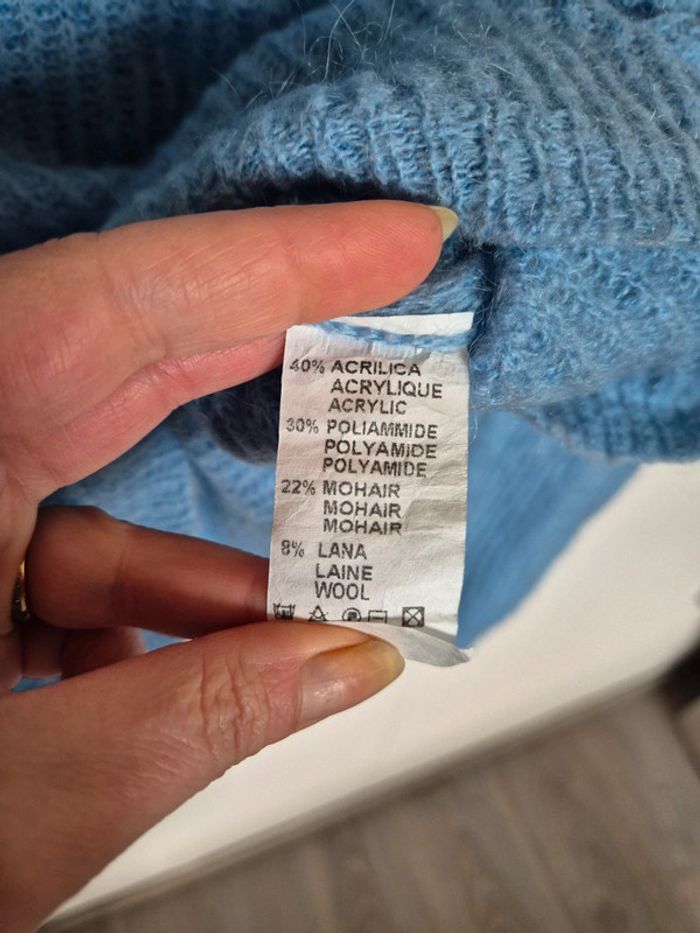 40% ACRILICA
ACRYLIQUE
ACRYLIC
30% POLIAMMIDE
POLYAMIDE
POLYAMIDE
22% MOHAIR
MOHAIR
MOHAIR
8% LANA
LAINE
WOOL